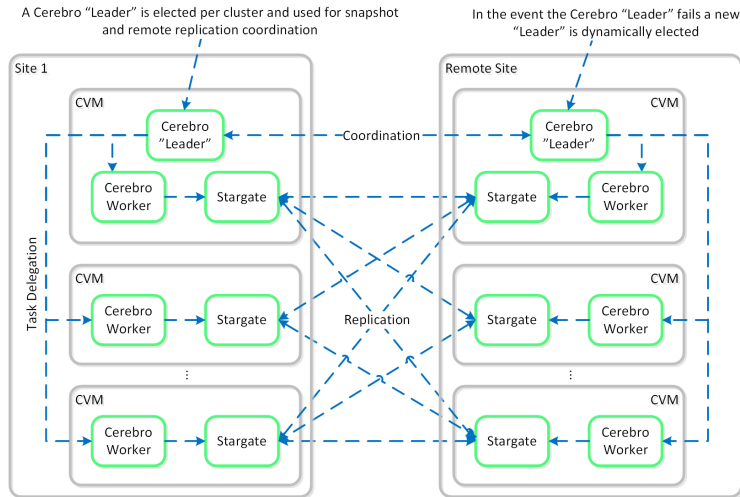 A Cerebro “Leader” is elected per cluster and used for snapshot
and remote replication coordination
In the event the Cerebro “Leader” fails a new
“Leader” is dynamically elected
Site 1
Remote Site
CVM
CVM
Cerebro
”Leader”
Coordination
Cerebro
”Leader”
Cerebro
Worker
Stargate
Stargate
Cerebro
Worker
Task Delegation
CVM
CVM
Cerebro
Worker
Stargate
Replication
Stargate
Cerebro
Worker
...
...
CVM
CVM
Cerebro
Worker
Stargate
Stargate
Cerebro
Worker